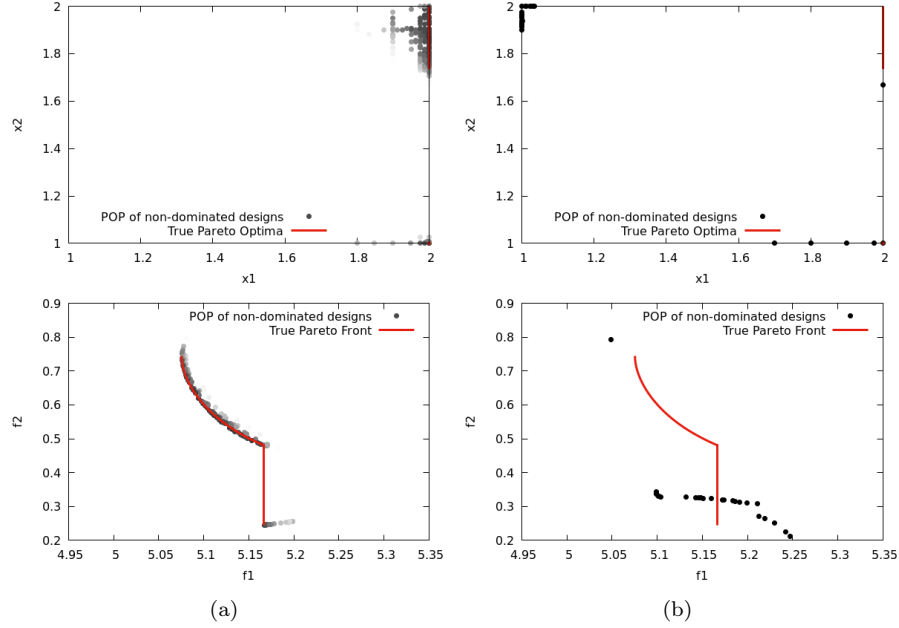 2
1.8
1.6
1.4
1.2
1
x2
POP of non-dominated designs
True Pareto Optima
1 1.2 1.4 1.6 1.8 2
x1
2
1.8
1.6
1.4
1.2
1
x2
POP of non-dominated designs
True Pareto Optima
1 1.2 1.4 1.6 1.8 2
x1
0.9
0.8
0.7
0.6
0.5
0.4
0.3
0.2
f2
POP of non-dominated designs
True Pareto Front
4.95 5 5.05 5.1 5.15 5.2 5.25 5.3 5.35
f1
(a)
0.9
0.8
0.7
0.6
0.5
0.4
0.3
0.2
f2
POP of non-dominated designs
True Pareto Front
4.95 5 5.05 5.1 5.15 5.2 5.25 5.3 5.35
f1
(b)